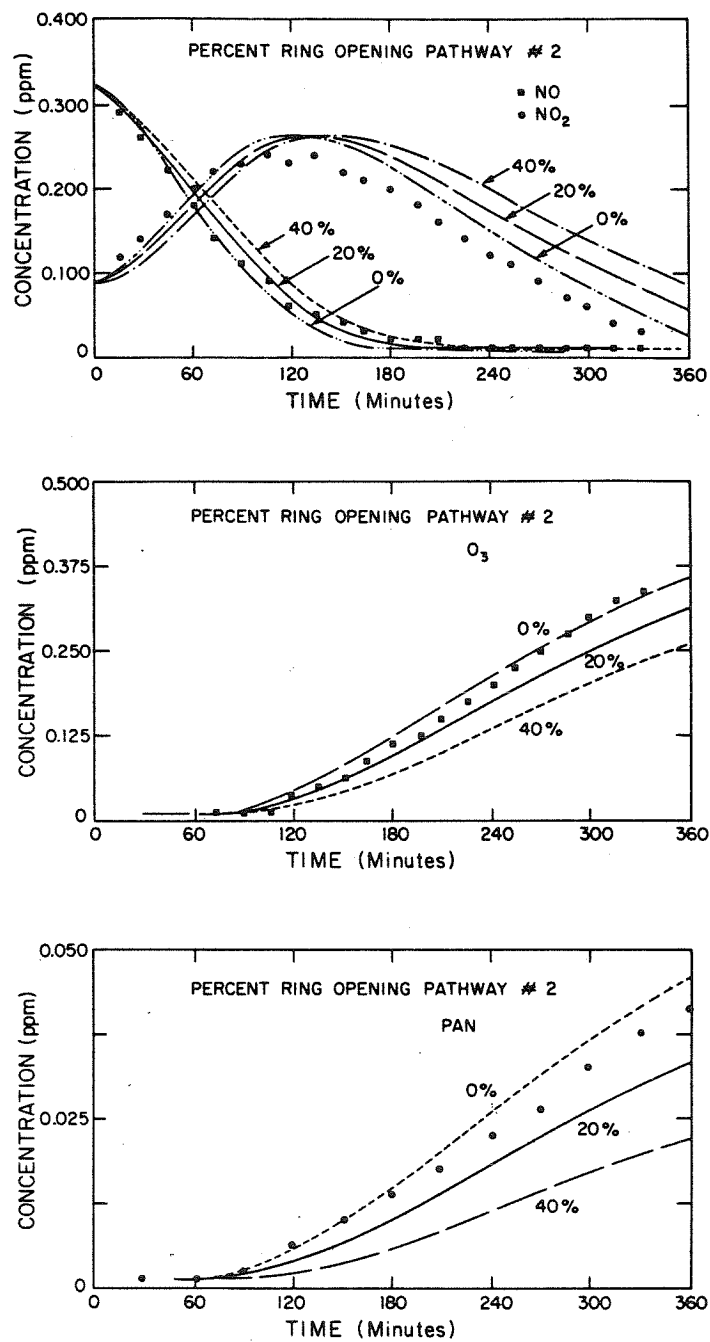 0.400
PERCENT RING OPENING PATHWAY # 2
NO
NO2
0.300
0.200
0.100
0
CONCENTRATION (ppm)
40%
20%
0%
40%
20%
0%
0 60 120 180 240 300 360
TIME (Minutes)
0.500
PERCENT RING OPENING PATHWAY # 2
O3
0.375
0.250
0.125
0
CONCENTRATION (ppm)
0%
20%
40%
0 60 120 180 240 300 360
TIME (Minutes)
0.050
PERCENT RING OPENING PATHWAY # 2
PAN
0.025
0
CONCENTRATION (ppm)
0%
20%
40%
0 60 120 180 240 300 360
TIME (Minutes)